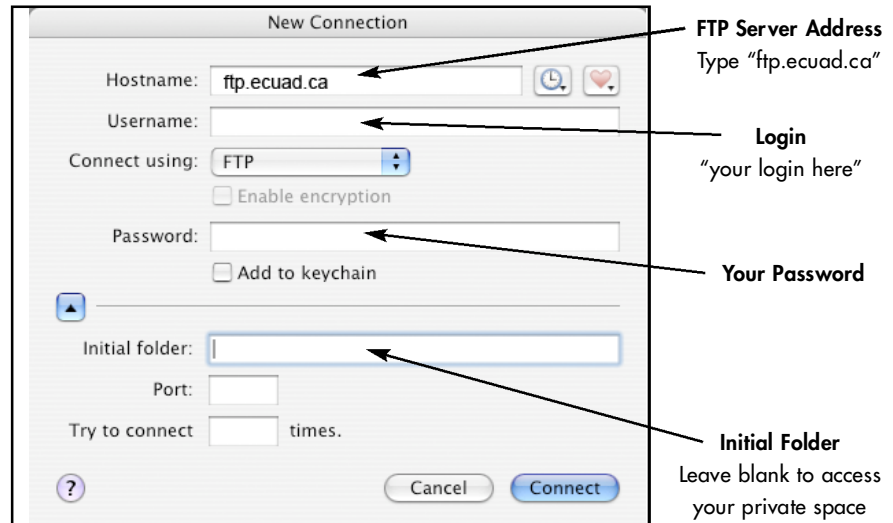 New Connection
Hostname: ftp.ecuad.ca
Username:
Connect using: FTP
Enable encryption
Password:
Add to keychain
Initial folder:
Port:
Try to connect times.
? Cancel Connect
FTP Server Address
Type “ftp.ecuad.ca”
Login
“your login here”
Your Password
Initial Folder
Leave blank to access
your private space